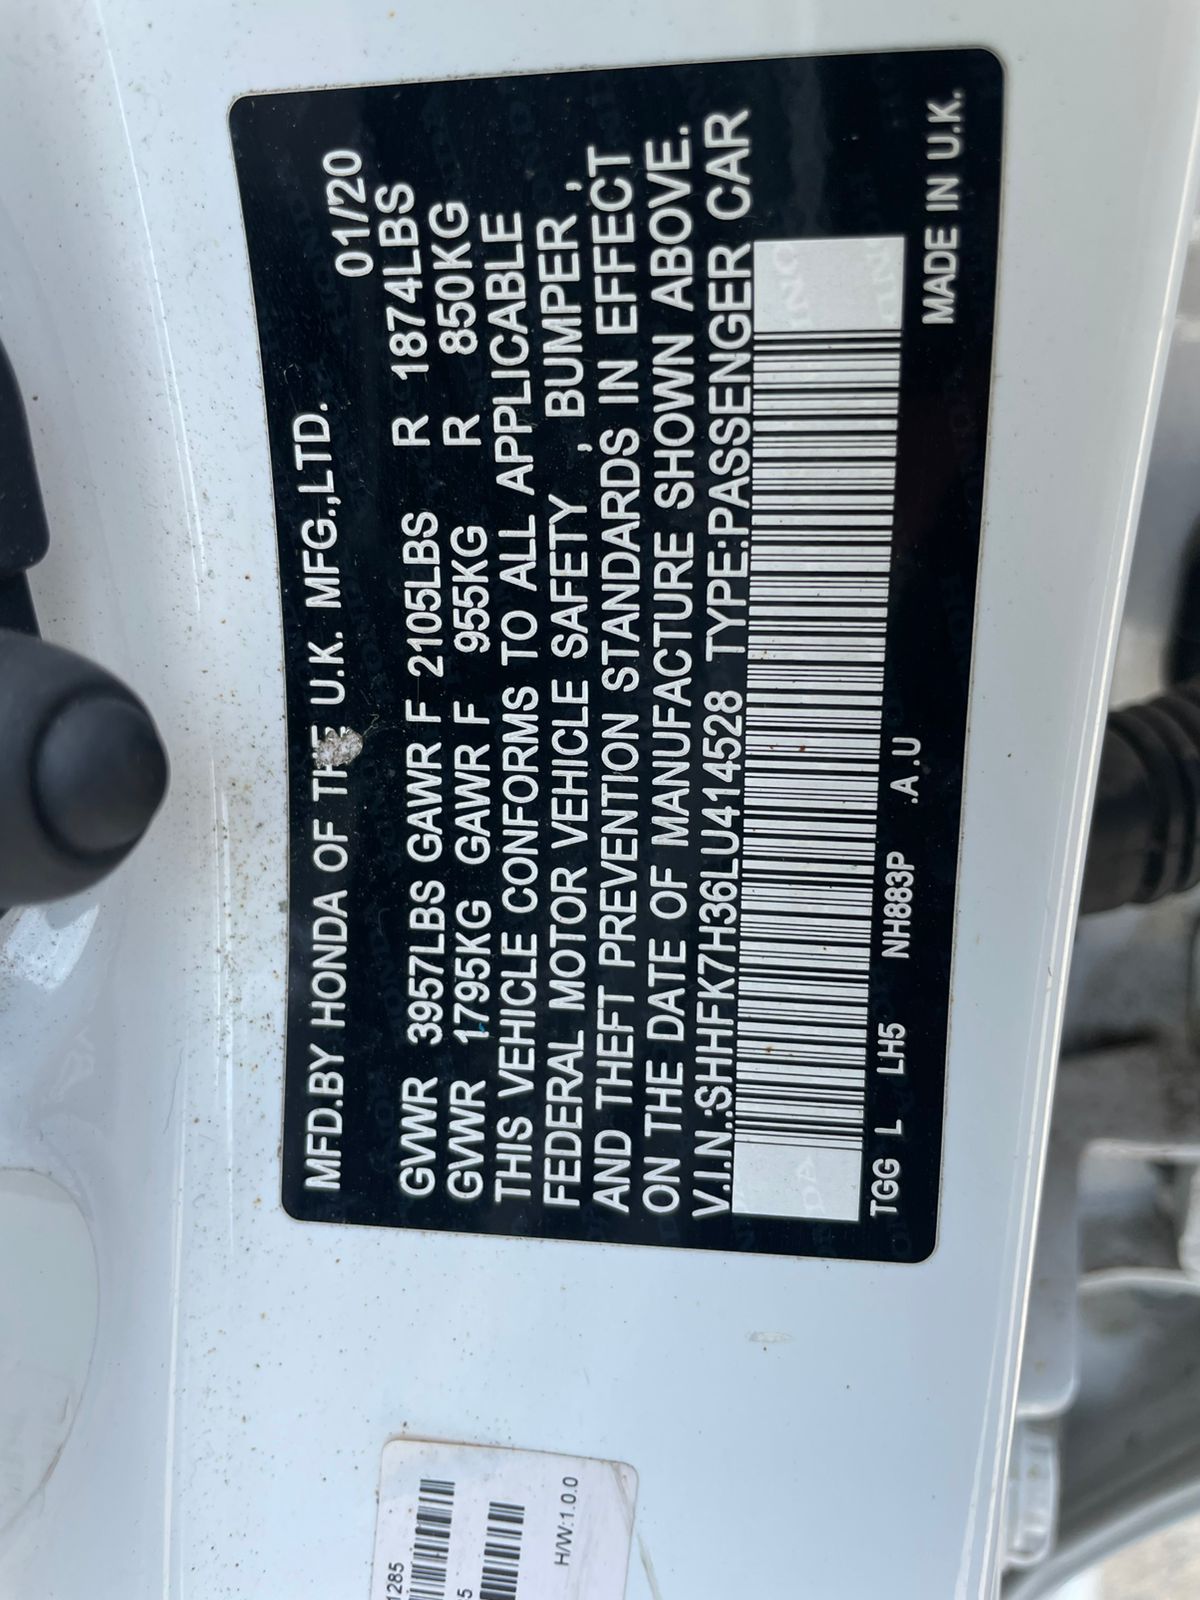 MFD.BY HONDA OF THE U.K. MFG.,LTD. 01/20
GVWR 3957LBS GAWR F 2105LBS R 1874LBS
GVWR 1795KG GAWR F 955KG R 850KG
THIS VEHICLE CONFORMS TO ALL APPLICABLE
FEDERAL MOTOR VEHICLE SAFETY , BUMPER ,
AND THEFT PREVENTION STANDARDS IN EFFECT
ON THE DATE OF MANUFACTURE SHOWN ABOVE.
V.I.N.:SHHFK7H36LU414528 TYPE:PASSENGER CAR
TGG L LH5 NH883P .A .U MADE IN U.K.
1285
5
H/W:1.0.0